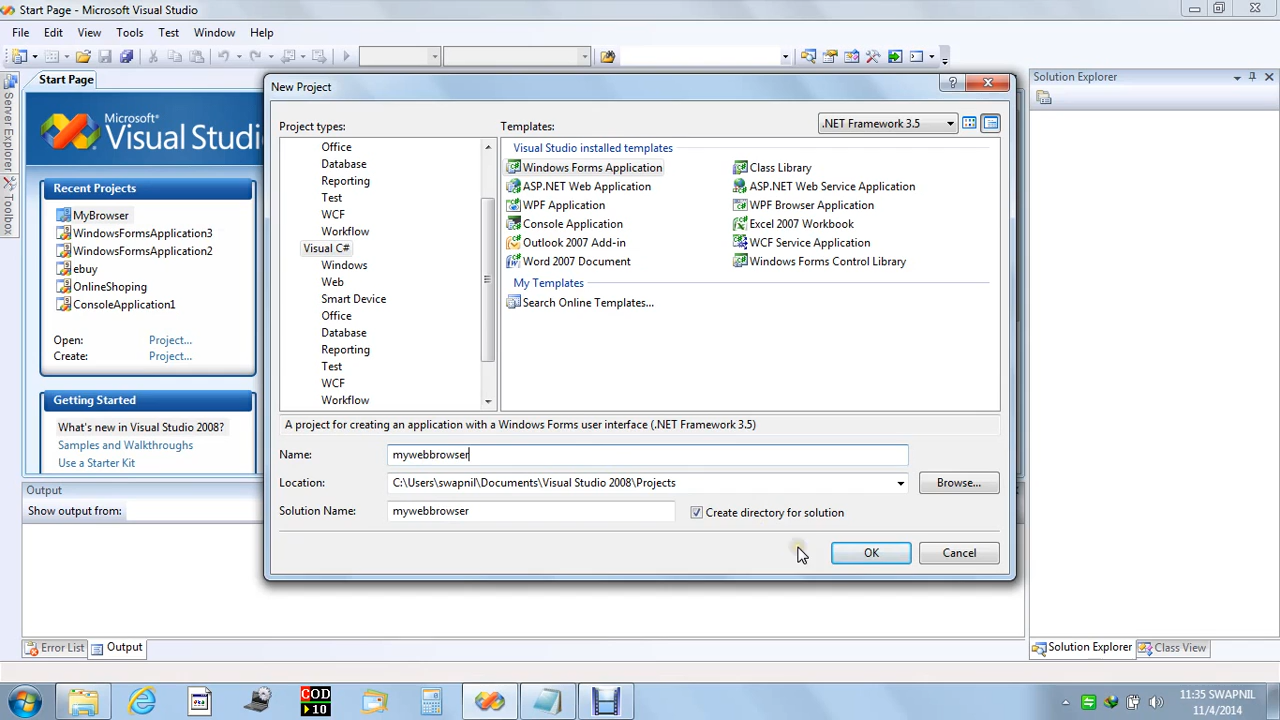 Start Page - Microsoft Visual Studio
File Edit View Tools Test Window Help
Server Explorer
Toolbox
Start Page
Microsoft®
Visual Studi
Recent Projects
MyBrowser
WindowsFormsApplication3
WindowsFormsApplication2
ebuy
OnlineShoping
ConsoleApplication1
Open: Project...
Create: Project...
Getting Started
What's new in Visual Studio 2008?
Samples and Walkthroughs
Use a Starter Kit
Output
Show output from:
Error List
Output
New Project
Project types:
Office
Database
Reporting
Test
WCF
Workflow
Visual C#
Windows
Web
Smart Device
Office
Database
Reporting
Test
WCF
Workflow
Templates:
.NET Framework 3.5
Visual Studio installed templates
Windows Forms Application
Class Library
ASP.NET Web Application
ASP.NET Web Service Application
WPF Application
WPF Browser Application
Console Application
Excel 2007 Workbook
Outlook 2007 Add-in
WCF Service Application
Word 2007 Document
Windows Forms Control Library
My Templates
Search Online Templates...
A project for creating an application with a Windows Forms user interface (.NET Framework 3.5)
Name: mywebbrowser
Location: C:\Users\swapnil\Documents\Visual Studio 2008\Projects
Browse...
Solution Name: mywebbrowser
Create directory for solution
OK
Cancel
Solution Explorer
Solution Explorer
Class View
COD
10
11:35 SWAPNIL
11/4/2014